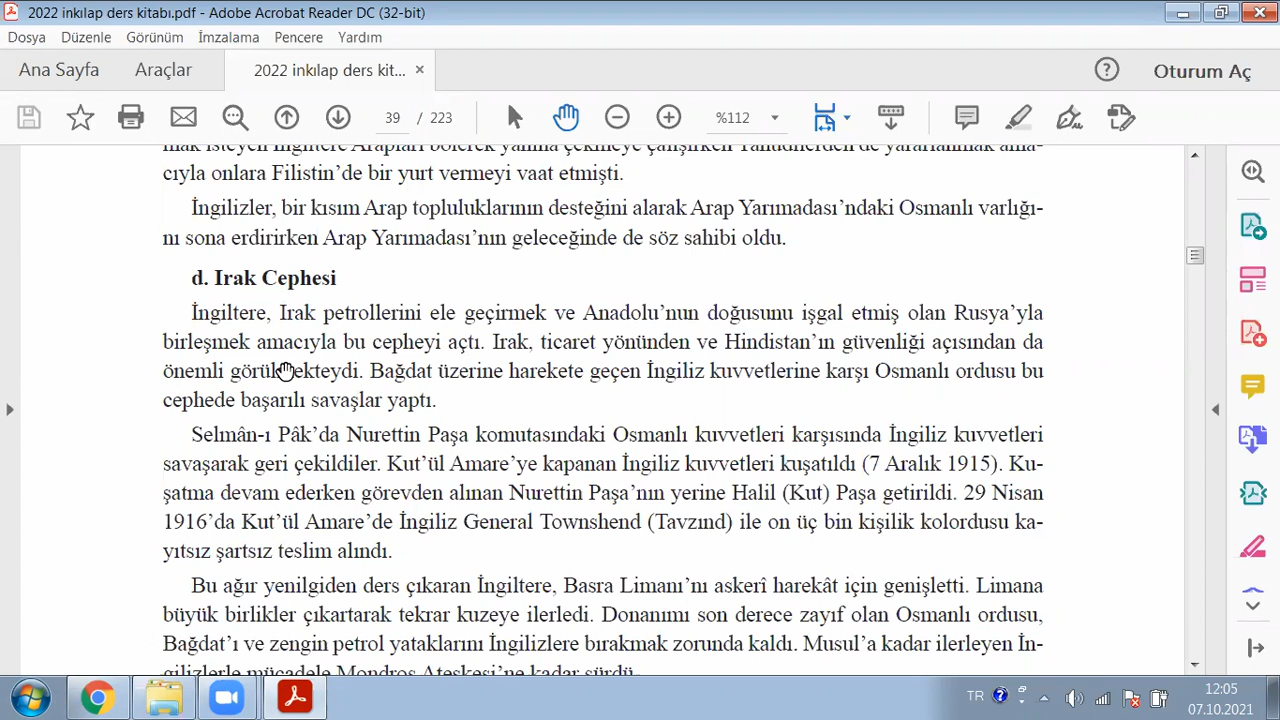 2022 inkılap ders kitabı.pdf - Adobe Acrobat Reader DC (32-bit)
Dosya Düzenle Görünüm İmzalama Pencere Yardım
Ana Sayfa Araçlar 2022 inkılap ders kit... × Oturum Aç
39 / 223 %112
mak isteyen İngiltere Arapları bölerek yanına çekmeye çalışırken Yahudilerden de yararlanmak ama-
cıyla onlara Filistin’de bir yurt vermeyi vaat etmişti.
İngilizler, bir kısım Arap topluluklarının desteğini alarak Arap Yarımadası’ndaki Osmanlı varlığı-
nı sona erdirirken Arap Yarımadası’nın geleceğinde de söz sahibi oldu.
d. Irak Cephesi
İngiltere, Irak petrollerini ele geçirmek ve Anadolu’nun doğusunu işgal etmiş olan Rusya’yla
birleşmek amacıyla bu cepheyi açtı. Irak, ticaret yönünden ve Hindistan’ın güvenliği açısından da
önemli görülmekteydi. Bağdat üzerine harekete geçen İngiliz kuvvetlerine karşı Osmanlı ordusu bu
cephede başarılı savaşlar yaptı.
Selmân-ı Pâk’da Nurettin Paşa komutasındaki Osmanlı kuvvetleri karşısında İngiliz kuvvetleri
savaşarak geri çekildiler. Kut’ül Amare’ye kapanan İngiliz kuvvetleri kuşatıldı (7 Aralık 1915). Ku-
şatma devam ederken görevden alınan Nurettin Paşa’nın yerine Halil (Kut) Paşa getirildi. 29 Nisan
1916’da Kut’ül Amare’de İngiliz General Townshend (Tavzınd) ile on üç bin kişilik kolordusu ka-
yıtsız şartsız teslim alındı.
Bu ağır yenilgiden ders çıkaran İngiltere, Basra Limanı’nı askerî harekât için genişletti. Limana
büyük birlikler çıkartarak tekrar kuzeye ilerledi. Donanımı son derece zayıf olan Osmanlı ordusu,
Bağdat’ı ve zengin petrol yataklarını İngilizlere bırakmak zorunda kaldı. Musul’a kadar ilerleyen İn-
gilizlerle mücadele Mondros Ateşkesi’ne kadar sürdü.
TR 12:05
07.10.2021